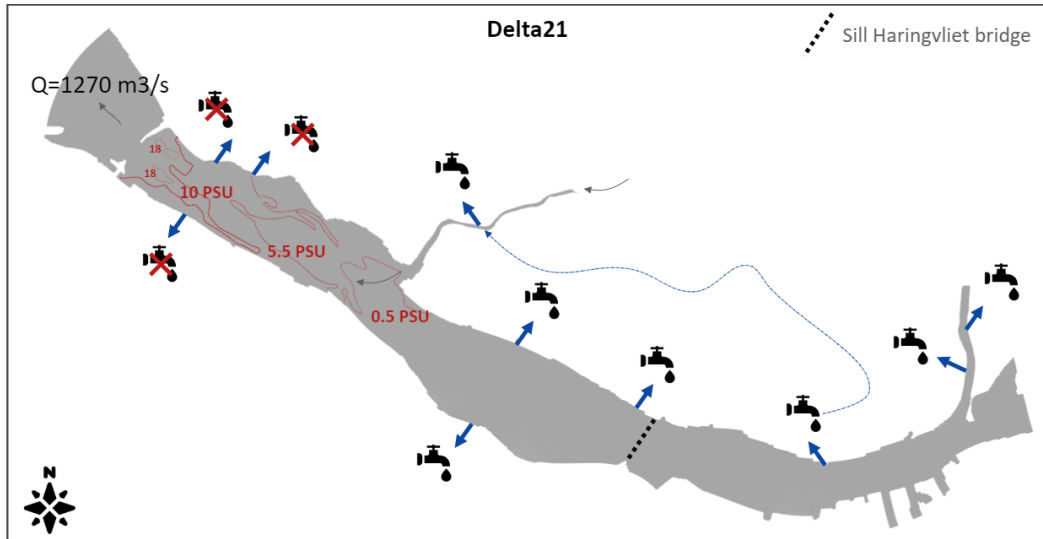 Delta21
Sill Haringvliet bridge
Q=1270 m3/s
18
18
10 PSU
5.5 PSU
0.5 PSU
N